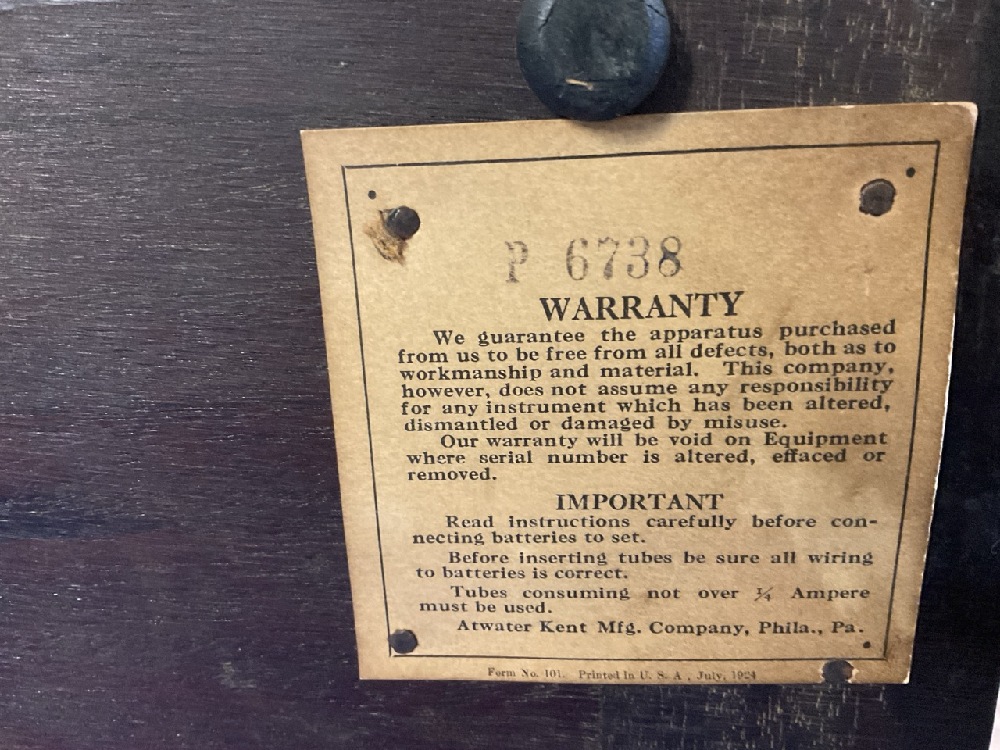 P 6738
WARRANTY
We guarantee the apparatus purchased
from us to be free from all defects, both as to
workmanship and material. This company,
however, does not assume any responsibility
for any instrument which has been altered,
dismantled or damaged by misuse.
Our warranty will be void on Equipment
where serial number is altered, effaced or
removed.
IMPORTANT
Read instructions carefully before con-
necting batteries to set.
Before inserting tubes be sure all wiring
to batteries is correct.
Tubes consuming not over ¼ Ampere
must be used.
Atwater Kent Mfg. Company, Phila., Pa.
Form No. 101. Printed in U. S. A., July, 1924